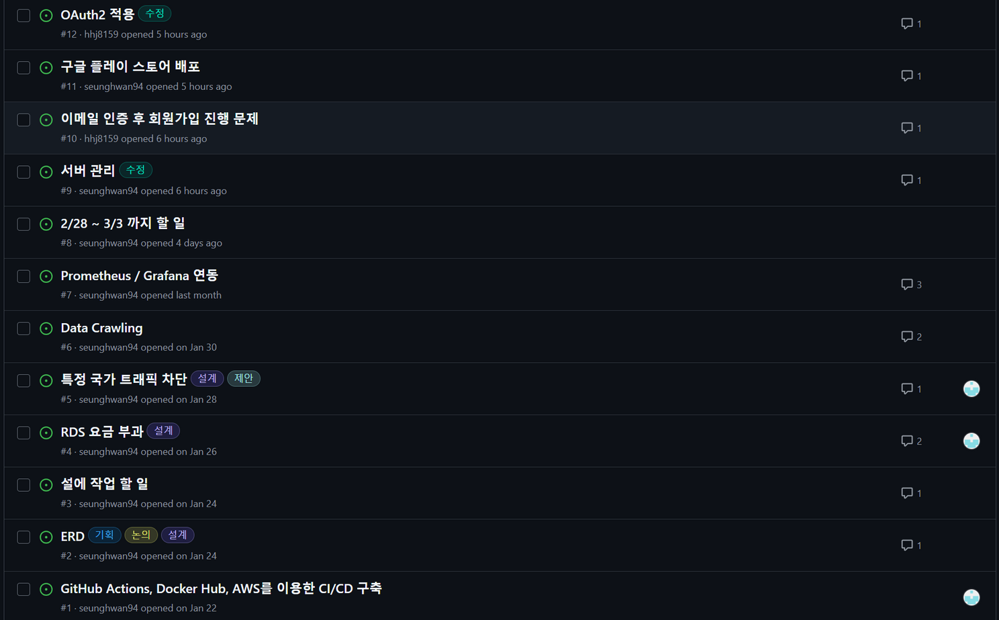 OAuth2 적용 수정
1
#12 · hhj8159 opened 5 hours ago
구글 플레이 스토어 배포
1
#11 · seunghwan94 opened 5 hours ago
이메일 인증 후 회원가입 진행 문제
1
#10 · hhj8159 opened 6 hours ago
서버 관리 수정
1
#9 · seunghwan94 opened 6 hours ago
2/28 ~ 3/3 까지 할 일
#8 · seunghwan94 opened 4 days ago
Prometheus / Grafana 연동
3
#7 · seunghwan94 opened last month
Data Crawling
2
#6 · seunghwan94 opened on Jan 30
특정 국가 트래픽 차단 설계 제안
1
#5 · seunghwan94 opened on Jan 28
RDS 요금 부과 설계
2
#4 · seunghwan94 opened on Jan 26
설에 작업 할 일
1
#3 · seunghwan94 opened on Jan 24
ERD 기획 논의 설계
1
#2 · seunghwan94 opened on Jan 24
GitHub Actions, Docker Hub, AWS를 이용한 CI/CD 구축
#1 · seunghwan94 opened on Jan 22